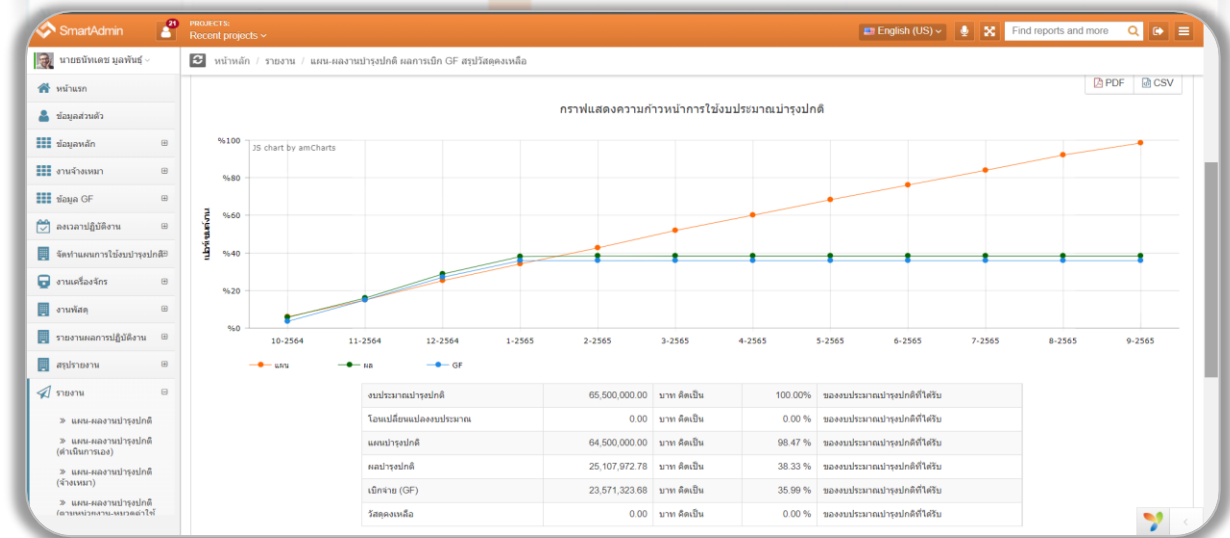 SmartAdmin
21
PROJECTS:
Recent projects
English (US)
Find reports and more
นายธนัทเดช มูลพันธุ์
หน้าหลัก / รายงาน / แผน-ผลงานบำรุงปกติ ผลการเบิก GF สรุปวัสดุคงเหลือ
หน้าแรก
ข้อมูลส่วนตัว
ข้อมูลหลัก
งานจ้างเหมา
ข้อมูล GF
ลงเวลาปฏิบัติงาน
จัดทำแผนการใช้งบบำรุงปกติ
งานเครื่องจักร
งานพัสดุ
รายงานผลการปฏิบัติงาน
สรุปรายงาน
รายงาน
» แผน-ผลงานบำรุงปกติ
» แผน-ผลงานบำรุงปกติ
(ดำเนินการเอง)
» แผน-ผลงานบำรุงปกติ
(จ้างเหมา)
» แผน-ผลงานบำรุงปกติ
(ตามหน่วยงาน-หมวดค่าใช้
PDF CSV
กราฟแสดงความก้าวหน้าการใช้งบประมาณบำรุงปกติ
JS chart by amCharts
%100
%80
%60
%40
%20
%0
10-2564 11-2564 12-2564 1-2565 2-2565 3-2565 4-2565 5-2565 6-2565 7-2565 8-2565 9-2565
แผน ผล GF
งบประมาณบำรุงปกติ 65,500,000.00 บาท คิดเป็น 100.00% ของงบประมาณบำรุงปกติที่ได้รับ
โอนเปลี่ยนแปลงงบประมาณ 0.00 บาท คิดเป็น 0.00 % ของงบประมาณบำรุงปกติที่ได้รับ
แผนบำรุงปกติ 64,500,000.00 บาท คิดเป็น 98.47 % ของงบประมาณบำรุงปกติที่ได้รับ
ผลบำรุงปกติ 25,107,972.78 บาท คิดเป็น 38.33 % ของงบประมาณบำรุงปกติที่ได้รับ
เบิกจ่าย (GF) 23,571,323.68 บาท คิดเป็น 35.99 % ของงบประมาณบำรุงปกติที่ได้รับ
วัสดุคงเหลือ 0.00 บาท คิดเป็น 0.00 % ของงบประมาณบำรุงปกติที่ได้รับ